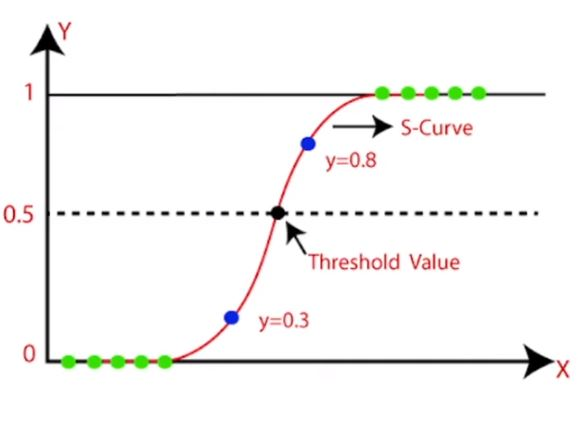 Y
1
S-Curve
y=0.8
0.5
Threshold Value
y=0.3
0
X